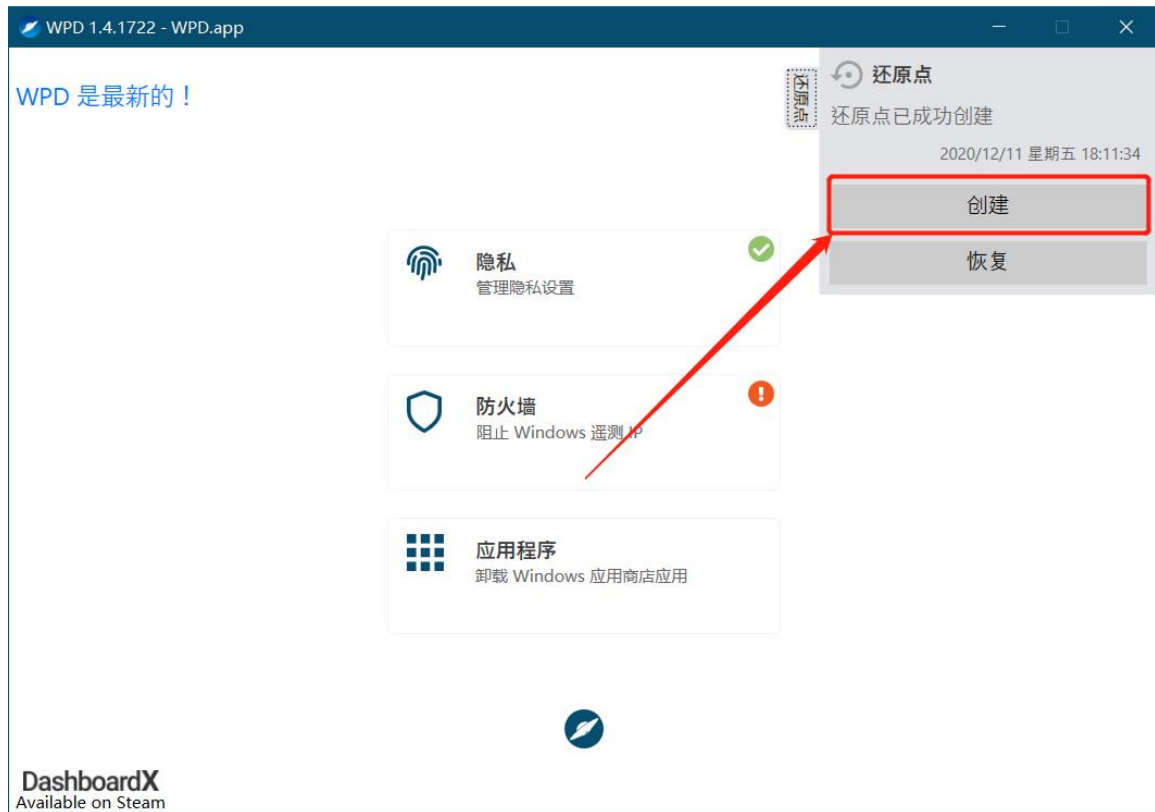 WPD 1.4.1722 - WPD.app
WPD 是最新的！
还原点
还原点
还原点已成功创建
2020/12/11 星期五 18:11:34
创建
恢复
隐私
管理隐私设置
防火墙
阻止 Windows 遥测 IP
应用程序
卸载 Windows 应用商店应用
DashboardX
Available on Steam